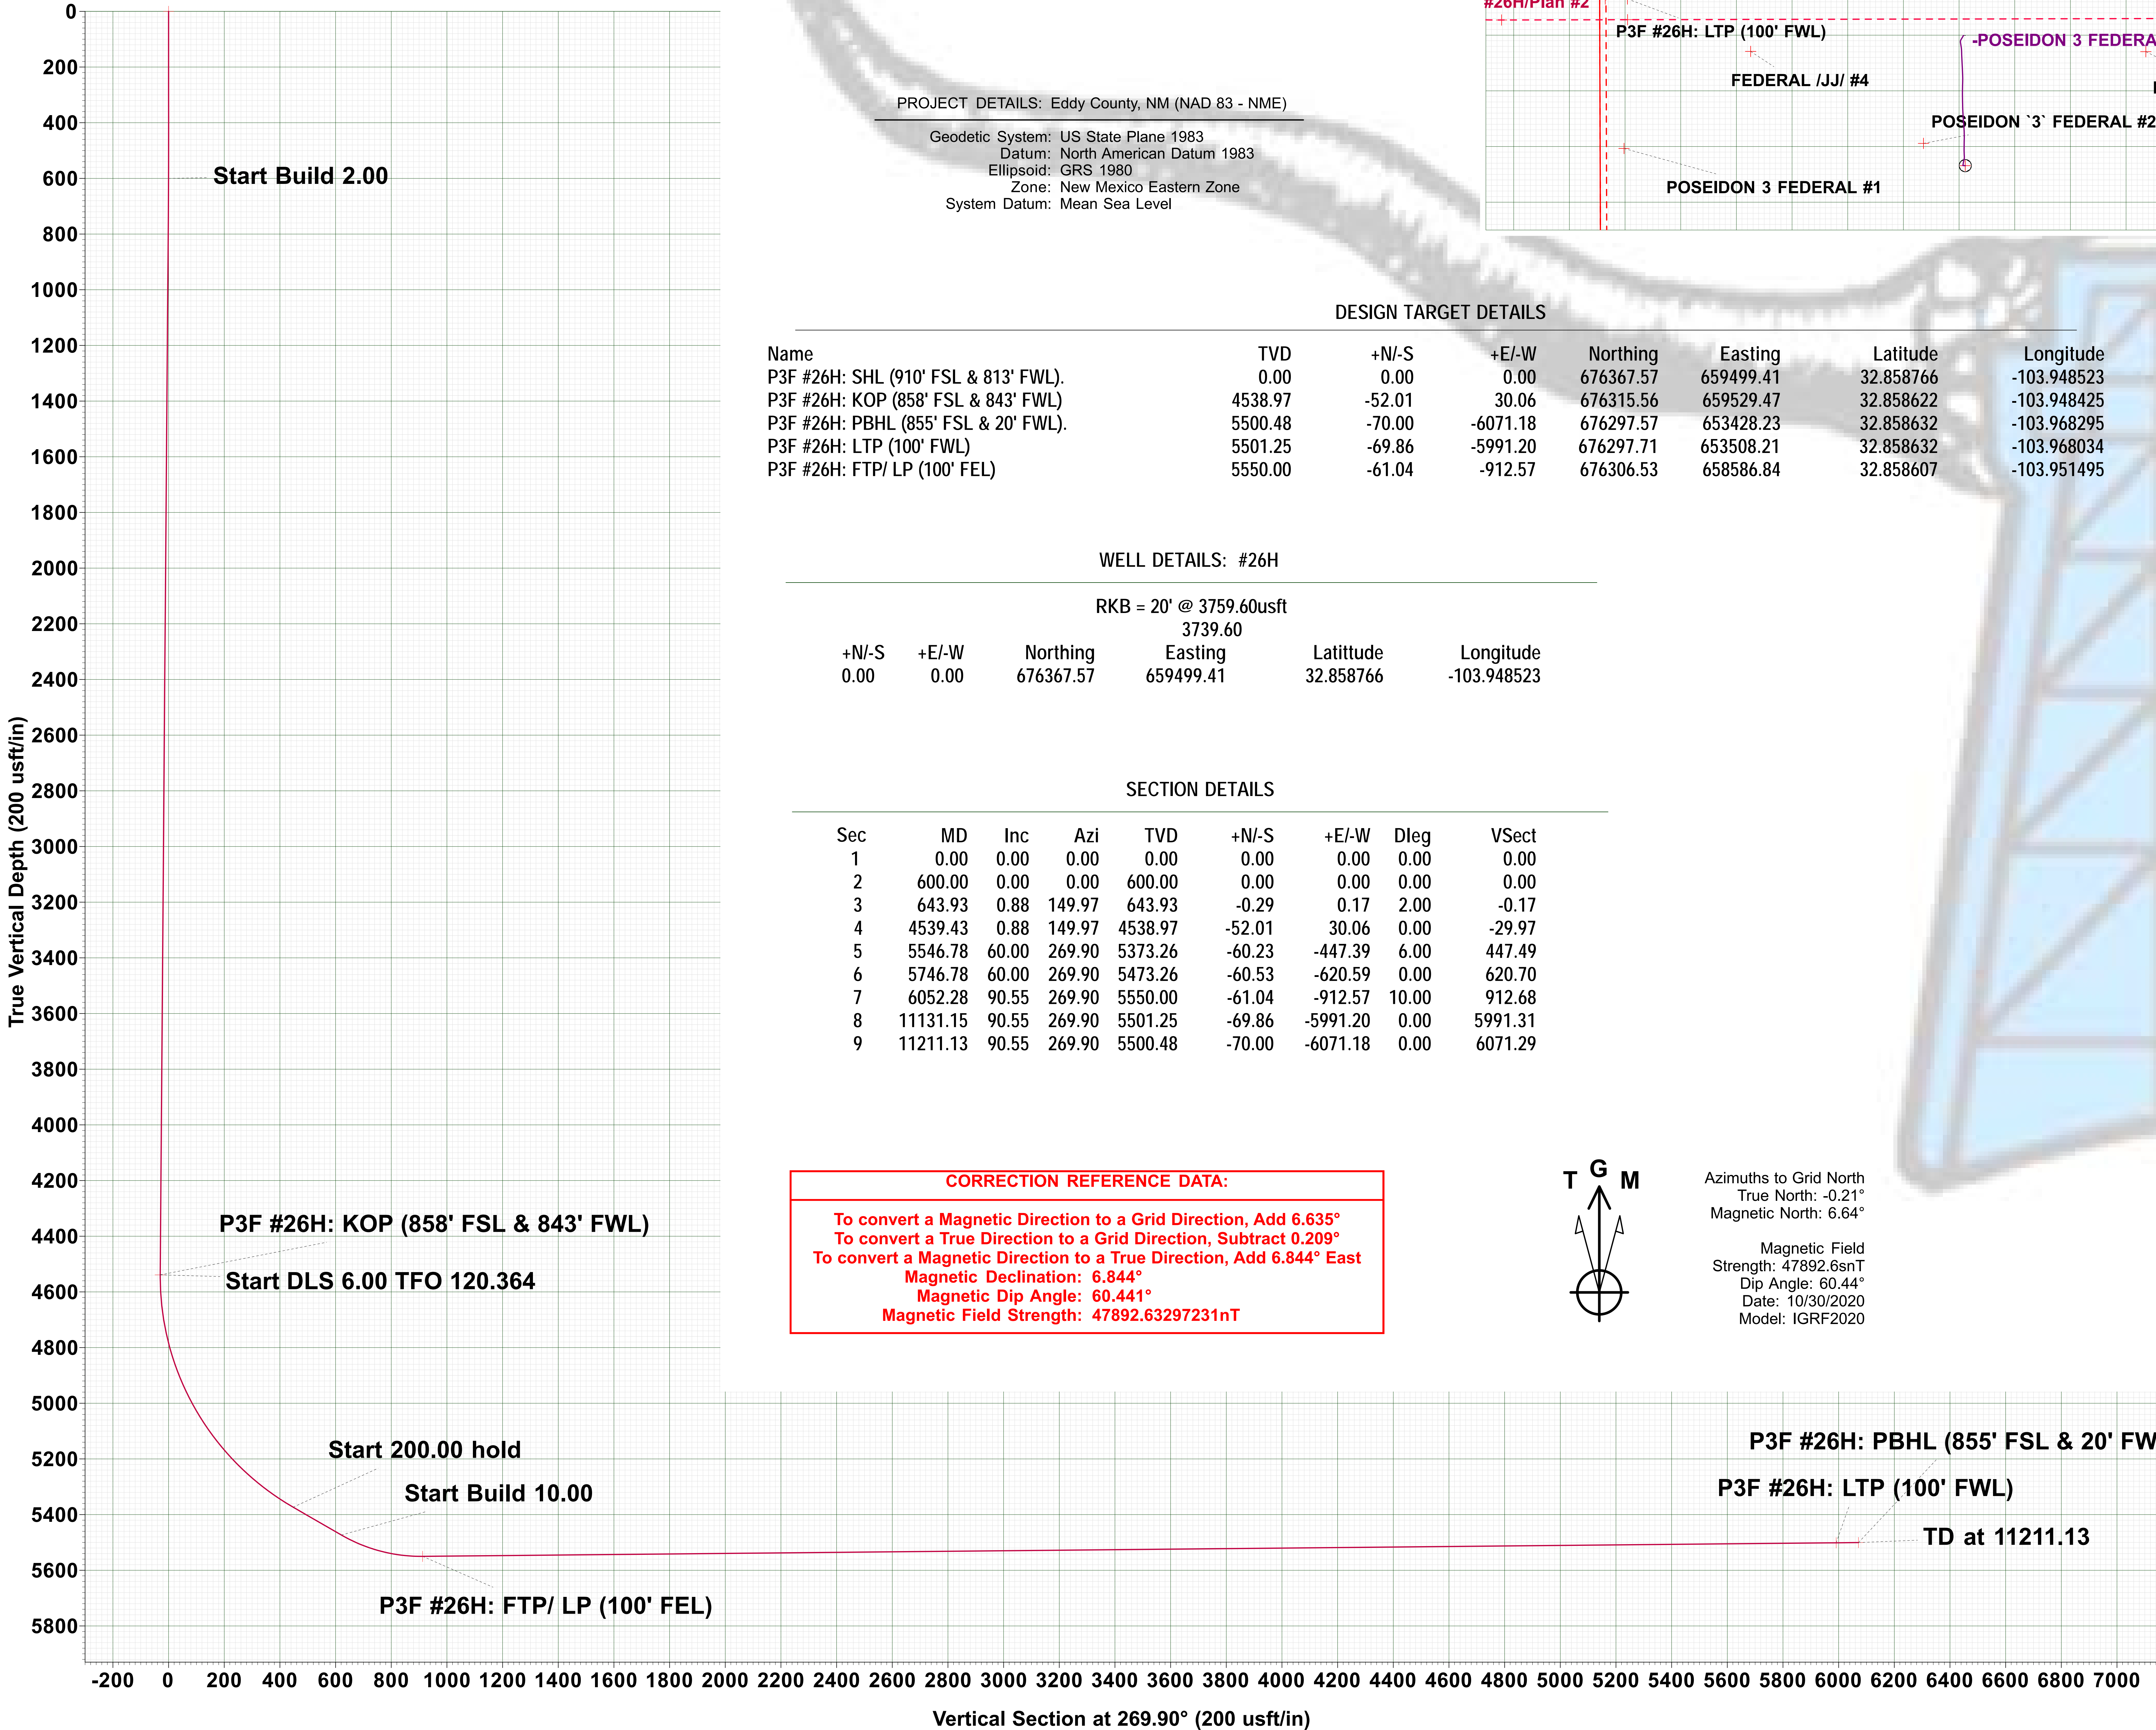 #26H/Plan #2
P3F #26H: LTP (100' FWL)
-POSEIDON 3 FEDERA
FEDERAL /JJ/ #4
POSEIDON `3` FEDERAL #2
POSEIDON 3 FEDERAL #1
PROJECT DETAILS: Eddy County, NM (NAD 83 - NME)
Geodetic System: US State Plane 1983
Datum: North American Datum 1983
Ellipsoid: GRS 1980
Zone: New Mexico Eastern Zone
System Datum: Mean Sea Level
DESIGN TARGET DETAILS
Name TVD +N/-S +E/-W Northing Easting Latitude Longitude
P3F #26H: SHL (910' FSL & 813' FWL). 0.00 0.00 0.00 676367.57 659499.41 32.858766 -103.948523
P3F #26H: KOP (858' FSL & 843' FWL) 4538.97 -52.01 30.06 676315.56 659529.47 32.858622 -103.948425
P3F #26H: PBHL (855' FSL & 20' FWL). 5500.48 -70.00 -6071.18 676297.57 653428.23 32.858632 -103.968295
P3F #26H: LTP (100' FWL) 5501.25 -69.86 -5991.20 676297.71 653508.21 32.858632 -103.968034
P3F #26H: FTP/ LP (100' FEL) 5550.00 -61.04 -912.57 676306.53 658586.84 32.858607 -103.951495
WELL DETAILS: #26H
RKB = 20' @ 3759.60usft
3739.60
+N/-S +E/-W Northing Easting Latittude Longitude
0.00 0.00 676367.57 659499.41 32.858766 -103.948523
SECTION DETAILS
Sec MD Inc Azi TVD +N/-S +E/-W Dleg VSect
1 0.00 0.00 0.00 0.00 0.00 0.00 0.00 0.00
2 600.00 0.00 0.00 600.00 0.00 0.00 0.00 0.00
3 643.93 0.88 149.97 643.93 -0.29 0.17 2.00 -0.17
4 4539.43 0.88 149.97 4538.97 -52.01 30.06 0.00 -29.97
5 5546.78 60.00 269.90 5373.26 -60.23 -447.39 6.00 447.49
6 5746.78 60.00 269.90 5473.26 -60.53 -620.59 0.00 620.70
7 6052.28 90.55 269.90 5550.00 -61.04 -912.57 10.00 912.68
8 11131.15 90.55 269.90 5501.25 -69.86 -5991.20 0.00 5991.31
9 11211.13 90.55 269.90 5500.48 -70.00 -6071.18 0.00 6071.29
CORRECTION REFERENCE DATA:
To convert a Magnetic Direction to a Grid Direction, Add 6.635°
To convert a True Direction to a Grid Direction, Subtract 0.209°
To convert a Magnetic Direction to a True Direction, Add 6.844° East
Magnetic Declination: 6.844°
Magnetic Dip Angle: 60.441°
Magnetic Field Strength: 47892.63297231nT
T G M
Azimuths to Grid North
True North: -0.21°
Magnetic North: 6.64°
Magnetic Field
Strength: 47892.6snT
Dip Angle: 60.44°
Date: 10/30/2020
Model: IGRF2020
True Vertical Depth (200 usft/in)
0
200
400
600
800
1000
1200
1400
1600
1800
2000
2200
2400
2600
2800
3000
3200
3400
3600
3800
4000
4200
4400
4600
4800
5000
5200
5400
5600
5800
Start Build 2.00
P3F #26H: KOP (858' FSL & 843' FWL)
Start DLS 6.00 TFO 120.364
Start 200.00 hold
Start Build 10.00
P3F #26H: FTP/ LP (100' FEL)
P3F #26H: PBHL (855' FSL & 20' FW
P3F #26H: LTP (100' FWL)
TD at 11211.13
-200 0 200 400 600 800 1000 1200 1400 1600 1800 2000 2200 2400 2600 2800 3000 3200 3400 3600 3800 4000 4200 4400 4600 4800 5000 5200 5400 5600 5800 6000 6200 6400 6600 6800 7000
Vertical Section at 269.90° (200 usft/in)